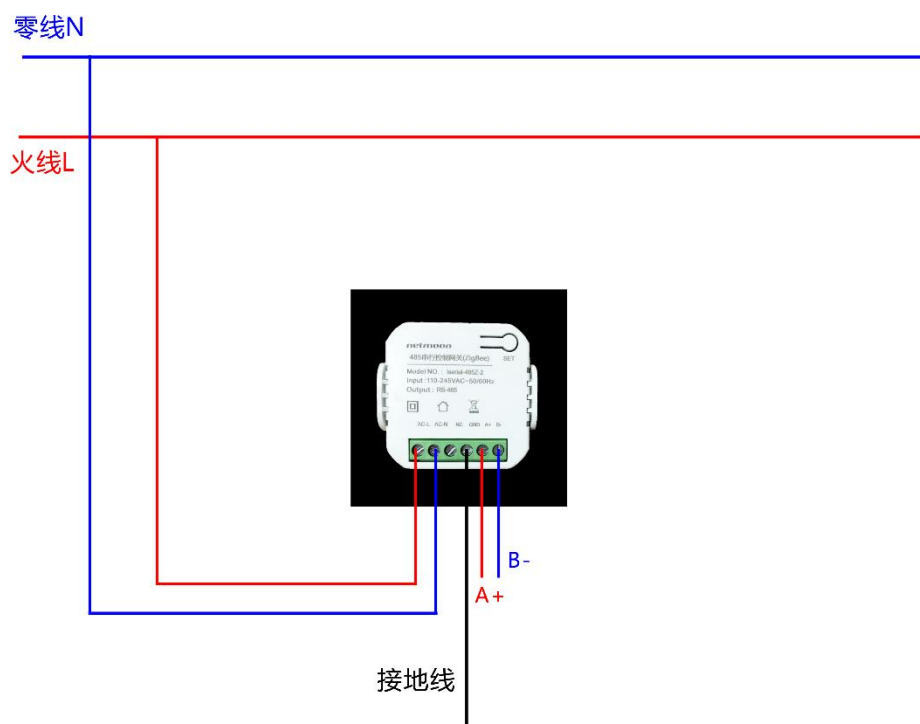 零线N
火线L
netmoon
485串行控制网关(ZigBee)
SET
Model NO. : iserial-485Z-2
Input :110-245VAC~50/60Hz
Output : RS-485
AC-L AC-N NC GND A+ B-
B-
A+
接地线